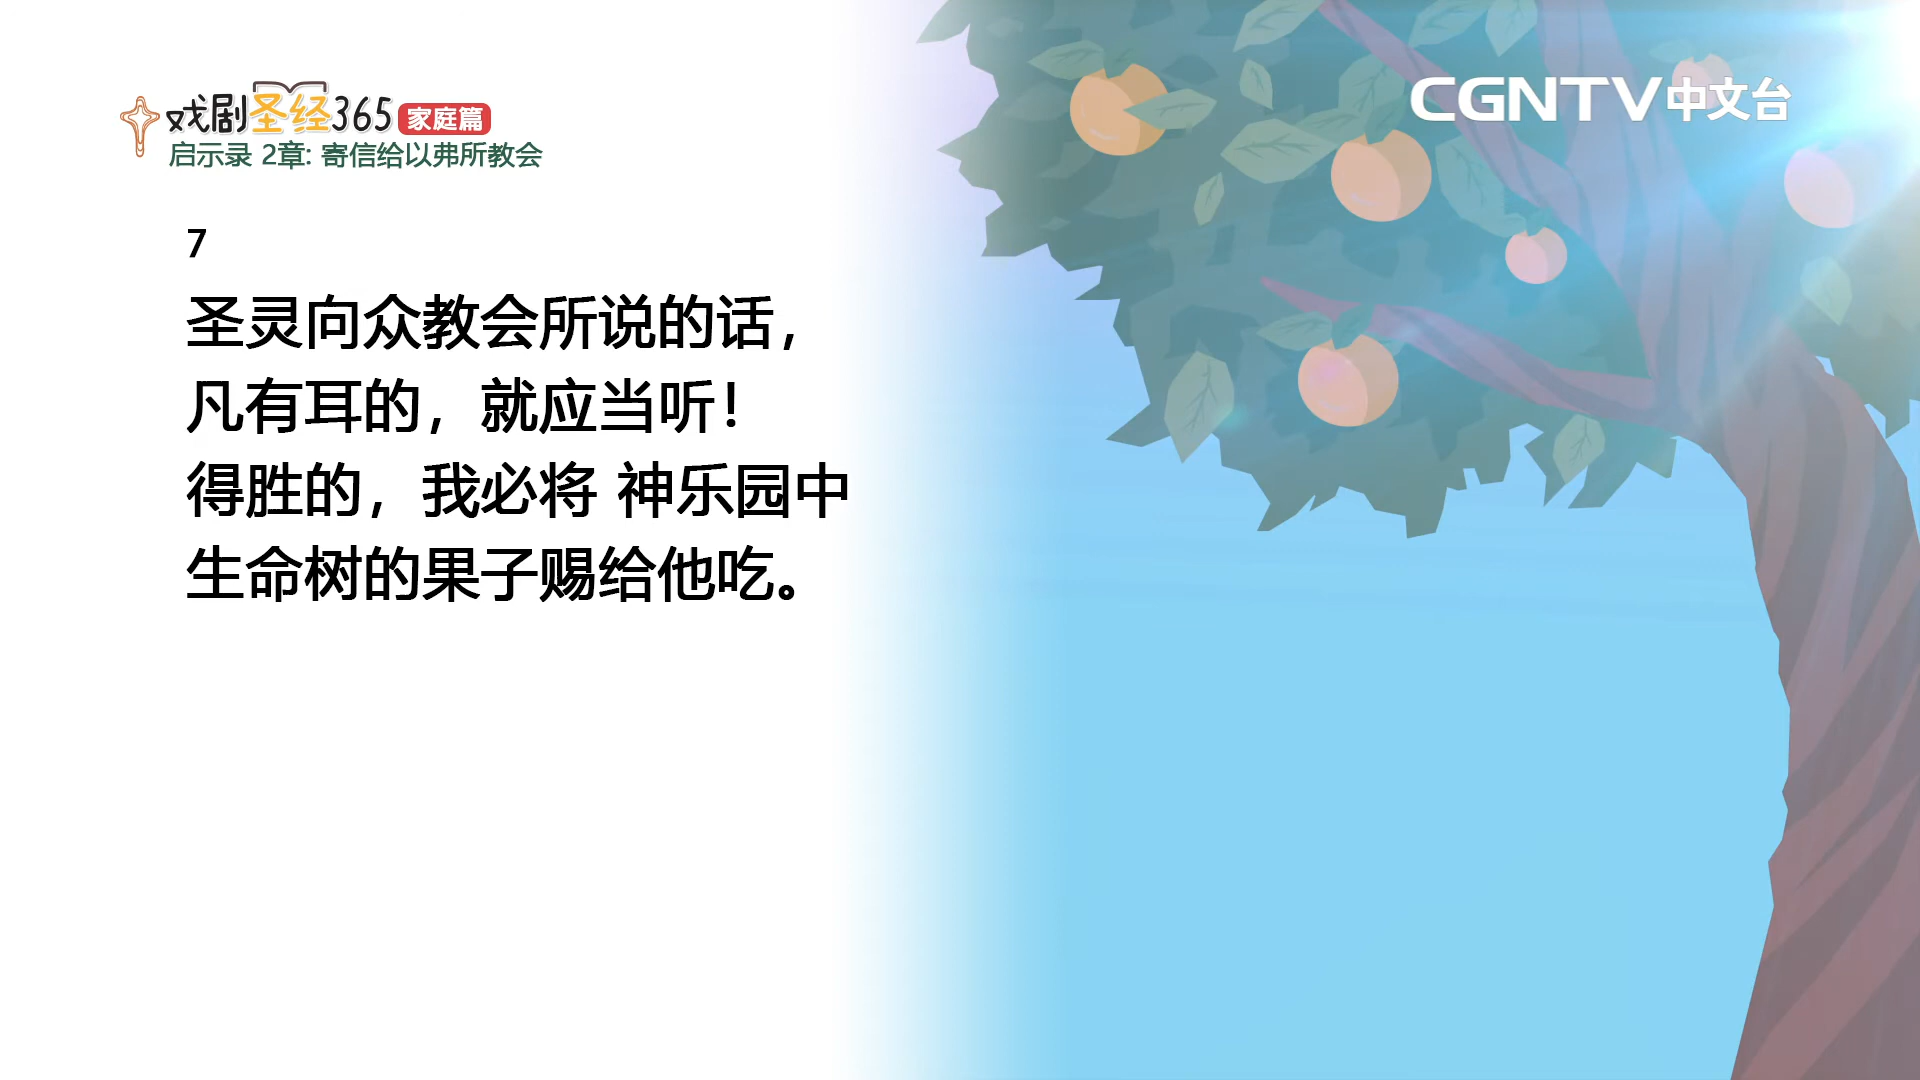 戏剧圣经365 家庭篇
启示录 2章: 寄信给以弗所教会
CGNTV中文台
7
圣灵向众教会所说的话，
凡有耳的，就应当听！
得胜的，我必将 神乐园中
生命树的果子赐给他吃。